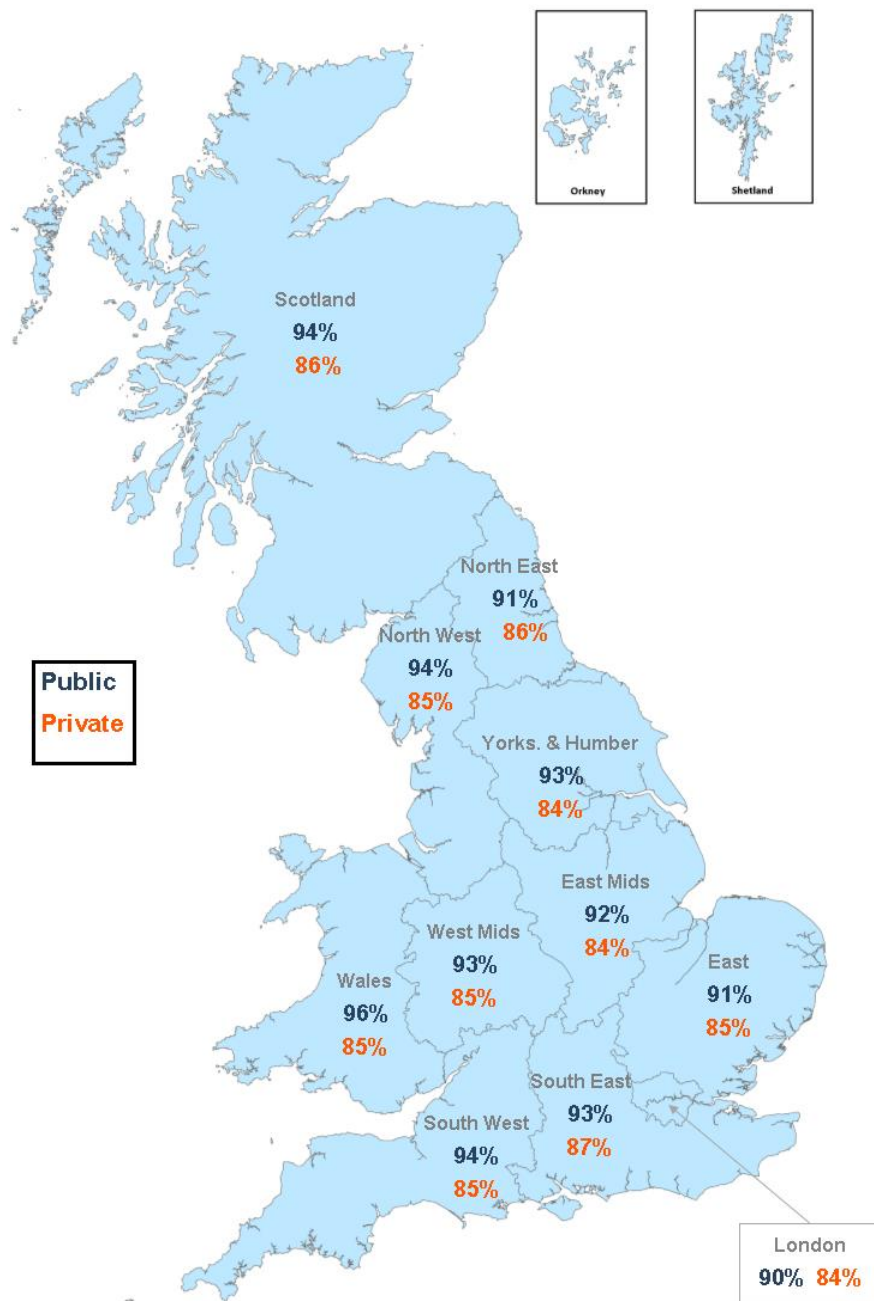 Orkney
Shetland
Scotland
94%
86%
North East
91%
86%
North West
94%
85%
Public
Private
Yorks. & Humber
93%
84%
East Mids
92%
84%
West Mids
93%
85%
East
91%
85%
Wales
96%
85%
South East
93%
87%
South West
94%
85%
London
90% 84%